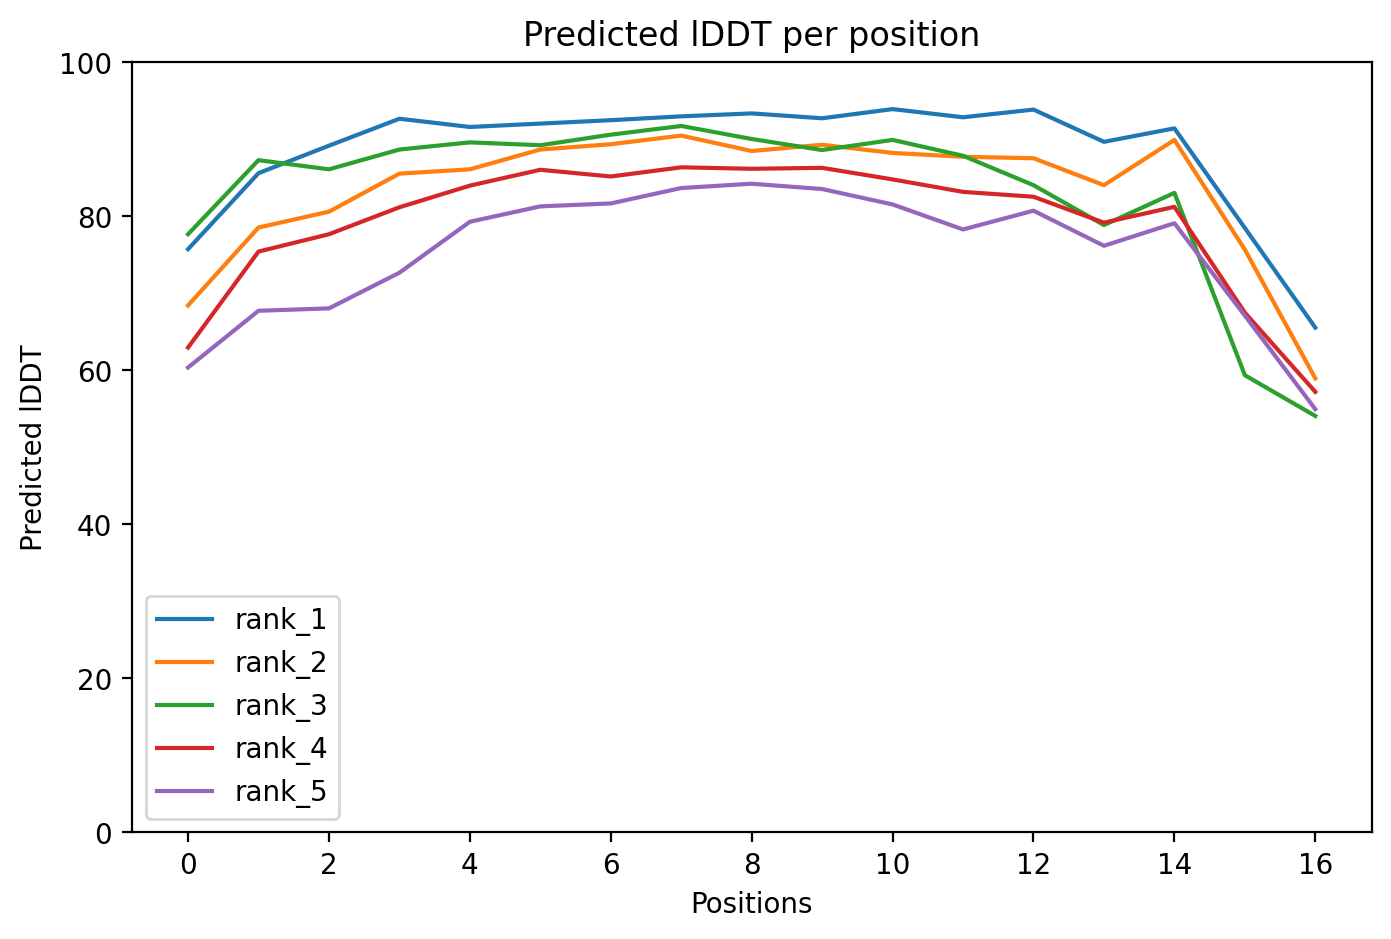 Predicted lDDT per position
100
80
60
40
20
0
Predicted lDDT
rank_1
rank_2
rank_3
rank_4
rank_5
0 2 4 6 8 10 12 14 16
Positions